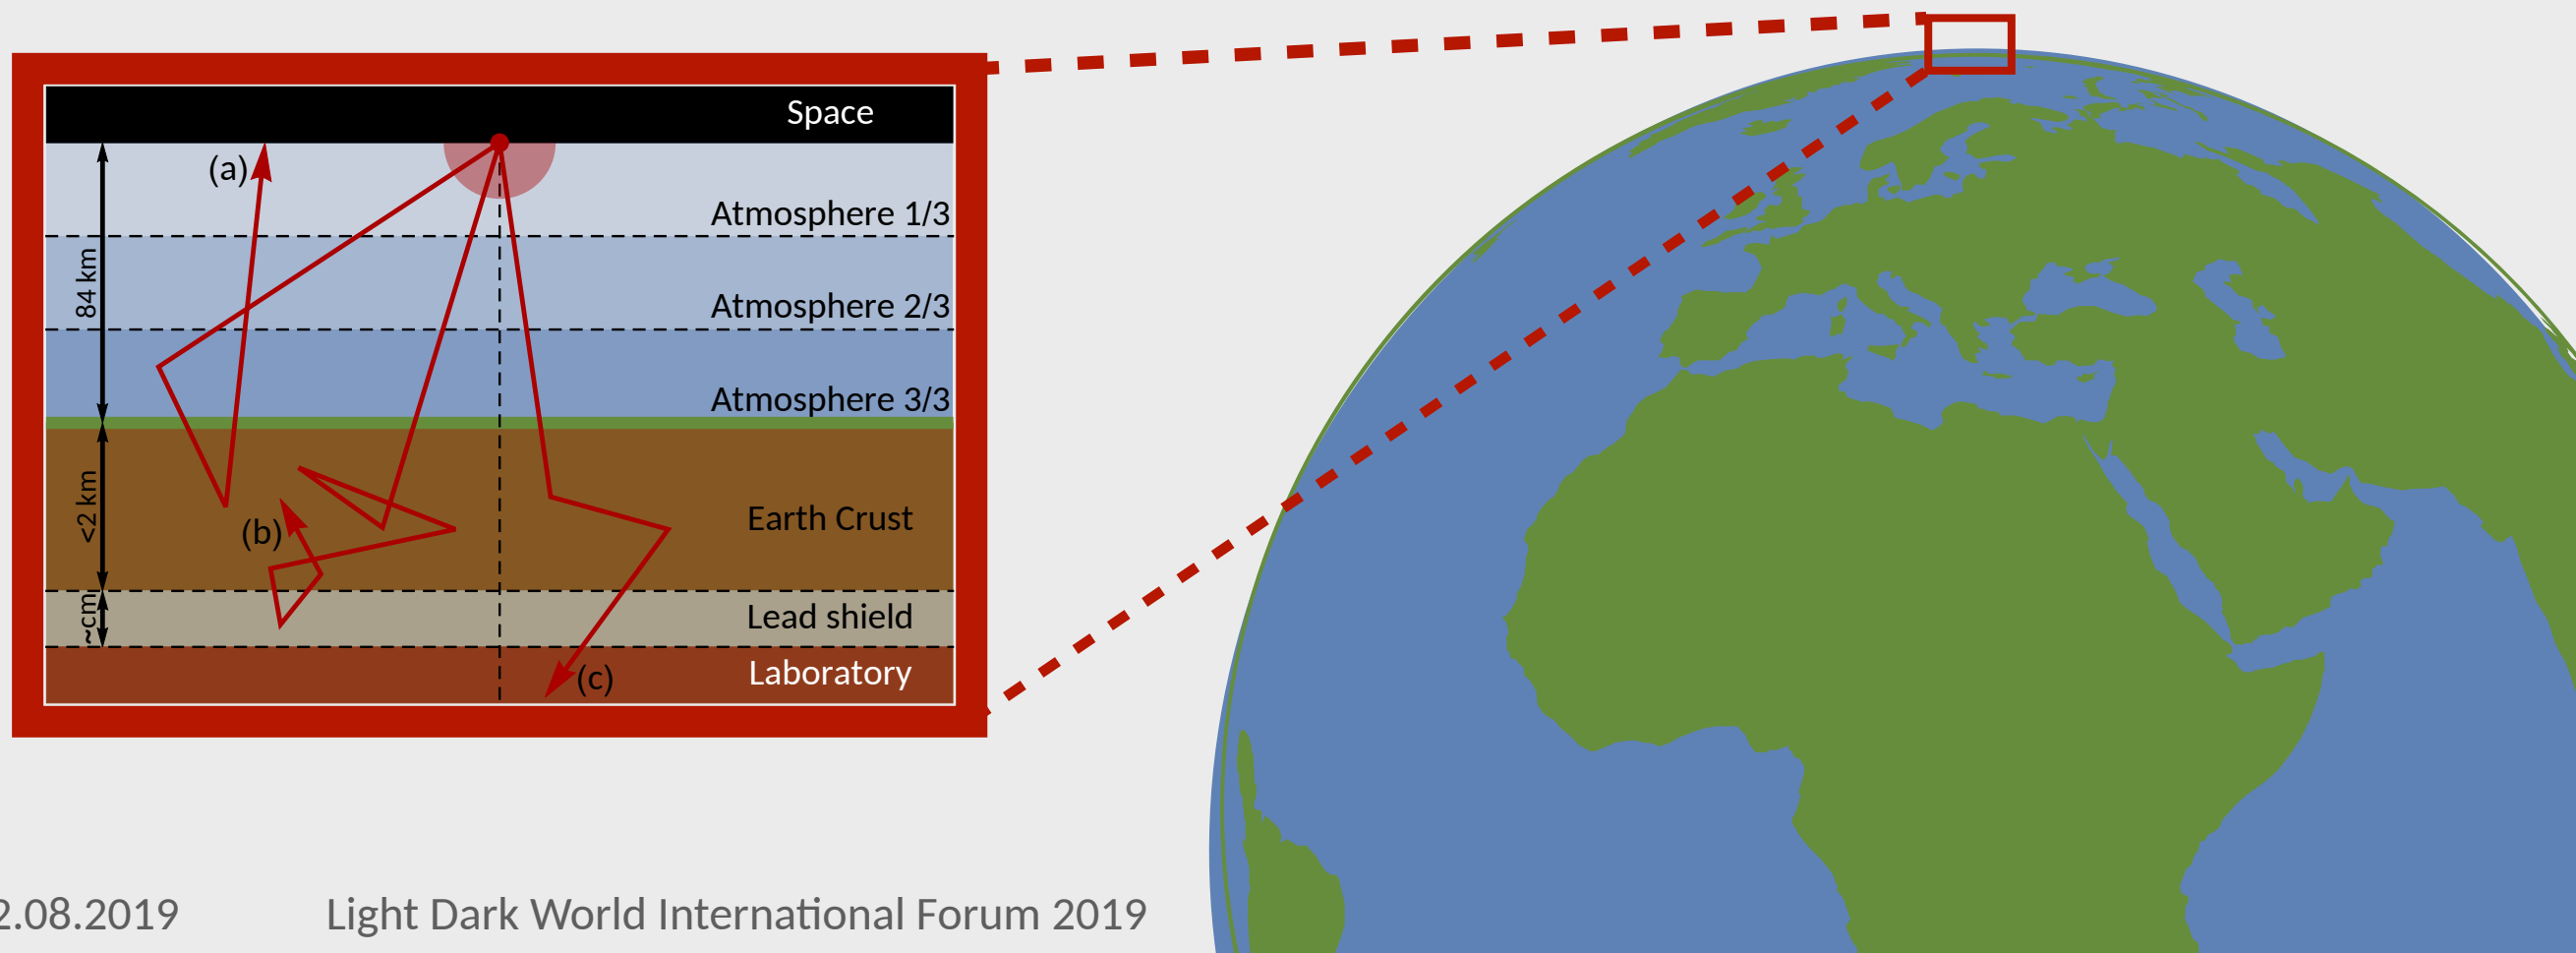 Space
(a)
Atmosphere 1/3
84 km
Atmosphere 2/3
Atmosphere 3/3
<2 km
Earth Crust
(b)
~cm
Lead shield
Laboratory
(c)
2.08.2019
Light Dark World International Forum 2019